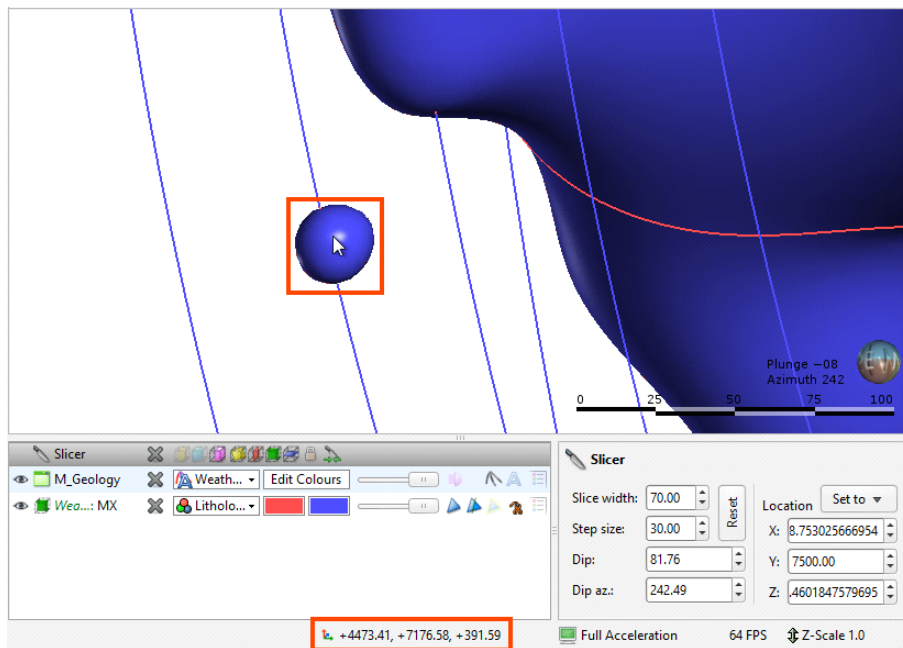 Plunge −08
Azimuth 242
0 25 50 75 100
Slicer
M_Geology Weath... Edit Colours
Wea...: MX Litholo...
+4473.41, +7176.58, +391.59
Slicer
Slice width: 70.00
Step size: 30.00
Reset
Dip: 81.76
Dip az.: 242.49
Location Set to
X: 8.753025666954
Y: 7500.00
Z: .4601847579695
Full Acceleration 64 FPS Z-Scale 1.0